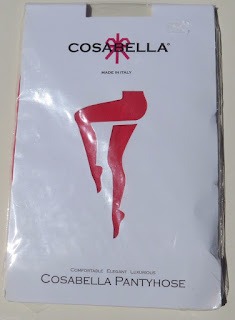 COSABELLA®
MADE IN ITALY
COMFORTABLE ELEGANT LUXURIOUS
COSABELLA PANTYHOSE